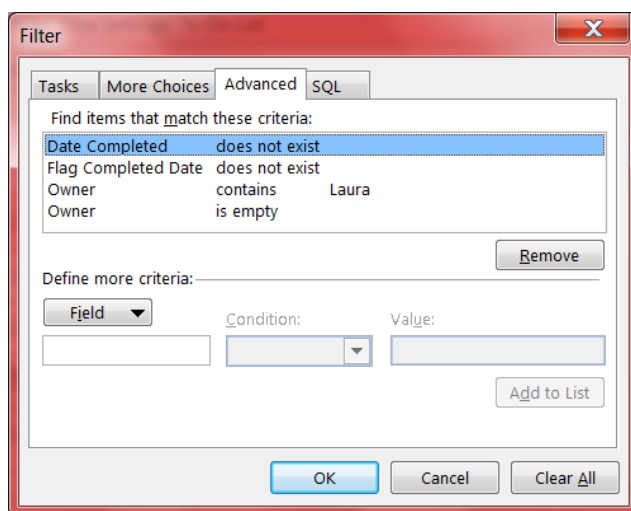 Filter
Tasks More Choices Advanced SQL
Find items that match these criteria:
Date Completed does not exist
Flag Completed Date does not exist
Owner contains Laura
Owner is empty
Remove
Define more criteria:
Field Condition: Value:
Add to List
OK Cancel Clear All